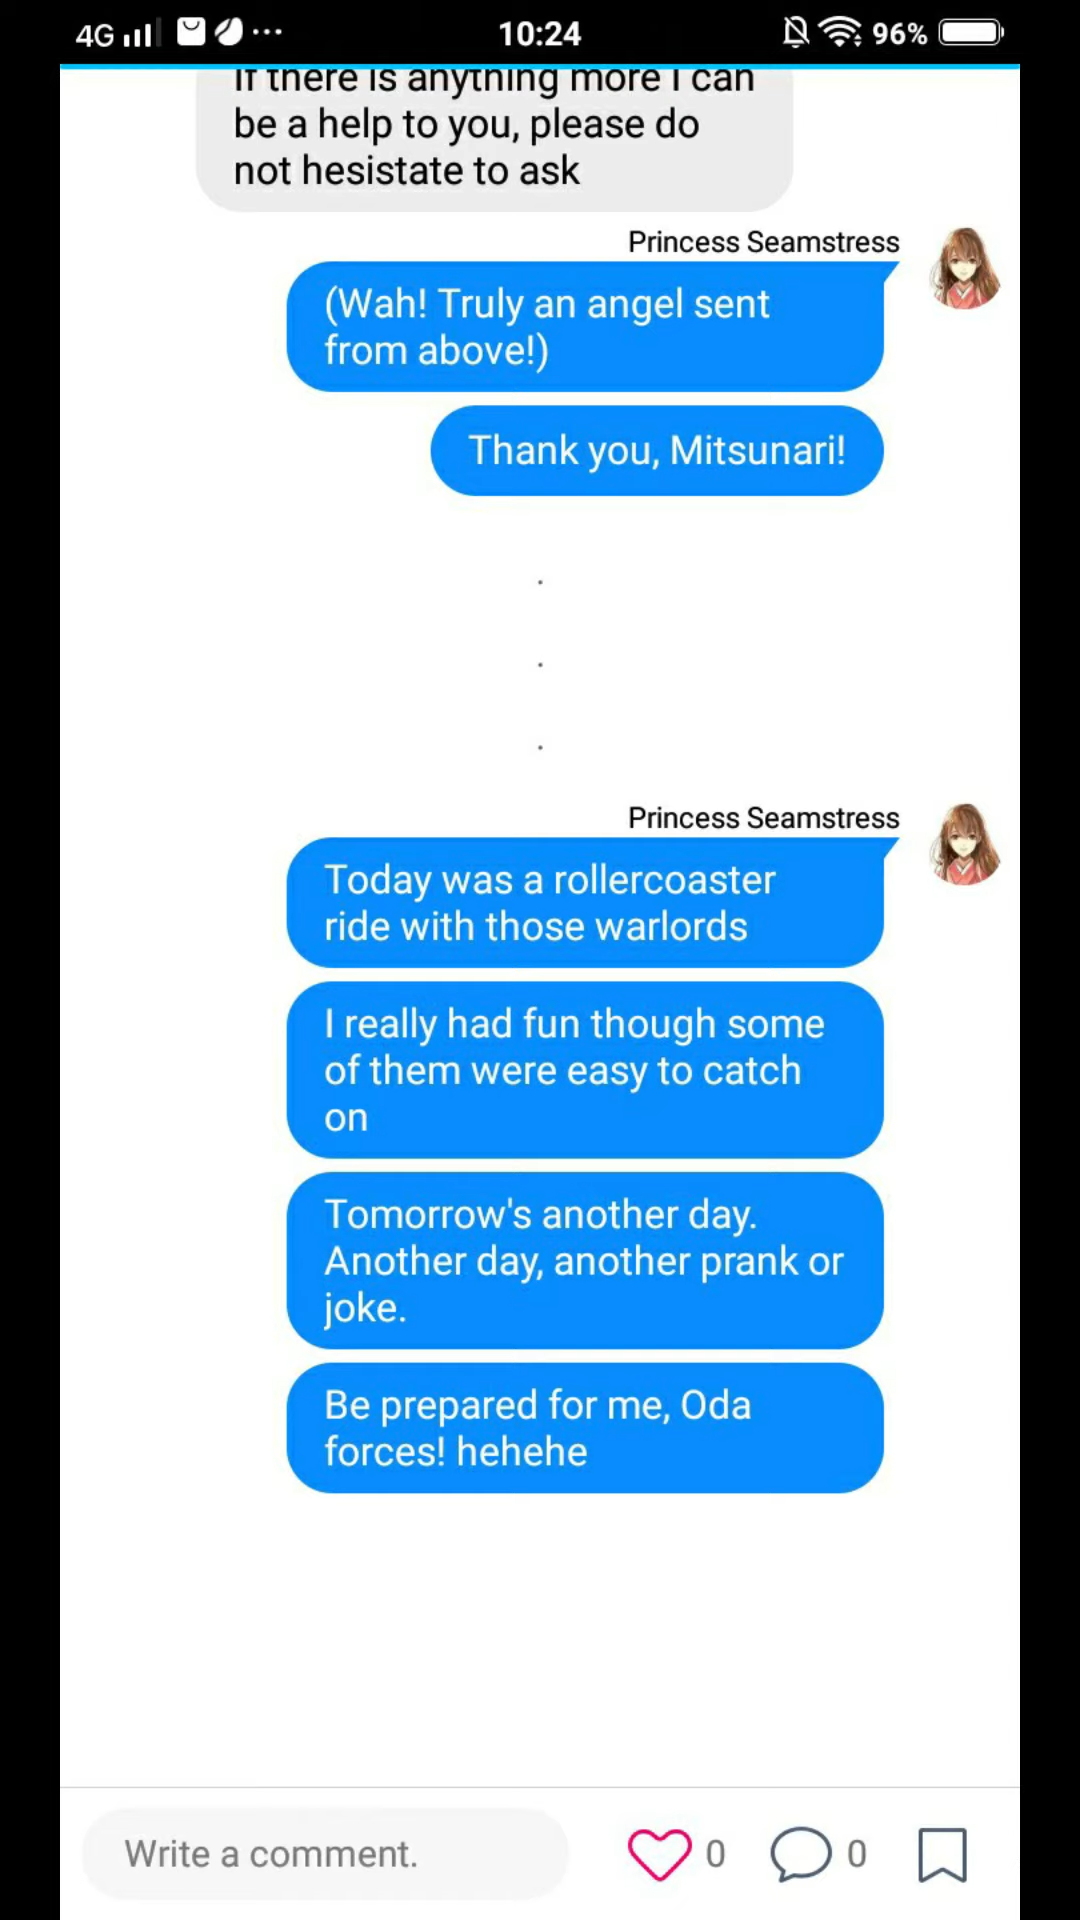 4G 10:24 96%
If there is anything more I can
be a help to you, please do
not hesistate to ask
Princess Seamstress
(Wah! Truly an angel sent
from above!)
Thank you, Mitsunari!
.
.
.
Princess Seamstress
Today was a rollercoaster
ride with those warlords
I really had fun though some
of them were easy to catch
on
Tomorrow's another day.
Another day, another prank or
joke.
Be prepared for me, Oda
forces! hehehe
Write a comment. 0 0